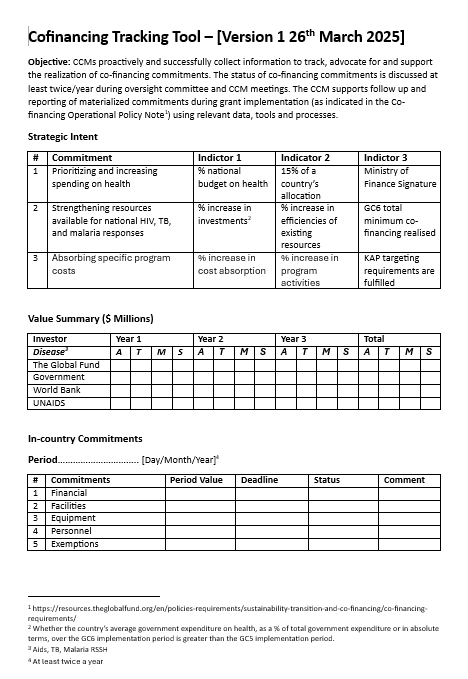 Cofinancing Tracking Tool – [Version 1 26th March 2025]
Objective: CCMs proactively and successfully collect information to track, advocate for and support
the realization of co-financing commitments. The status of co-financing commitments is discussed at
least twice/year during oversight committee and CCM meetings. The CCM supports follow up and
reporting of materialized commitments during grant implementation (as indicated in the Co-
financing Operational Policy Note1) using relevant data, tools and processes.
Strategic Intent
# Commitment Indictor 1 Indicator 2 Indictor 3
1 Prioritizing and increasing spending on health % national budget on health 15% of a country's allocation Ministry of Finance Signature
2 Strengthening resources available for national HIV, TB, and malaria responses % increase in investments2 % increase in efficiencies of existing resources GC6 total minimum co-financing realised
3 Absorbing specific program costs % increase in cost absorption % increase in program activities KAP targeting requirements are fulfilled
Value Summary ($ Millions)
Investor Year 1 Year 2 Year 3 Total
Disease3 A T M S A T M S A T M S A T M S
The Global Fund
Government
World Bank
UNAIDS
In-country Commitments
Period................................ [Day/Month/Year]4
# Commitments Period Value Deadline Status Comment
1 Financial
2 Facilities
3 Equipment
4 Personnel
5 Exemptions
1 https://resources.theglobalfund.org/en/policies-requirements/sustainability-transition-and-co-financing/co-financing-
requirements/
2 Whether the country's average government expenditure on health, as a % of total government expenditure or in absolute
terms, over the GC6 implementation period is greater than the GC5 implementation period.
3 Aids, TB, Malaria RSSH
4 At least twice a year